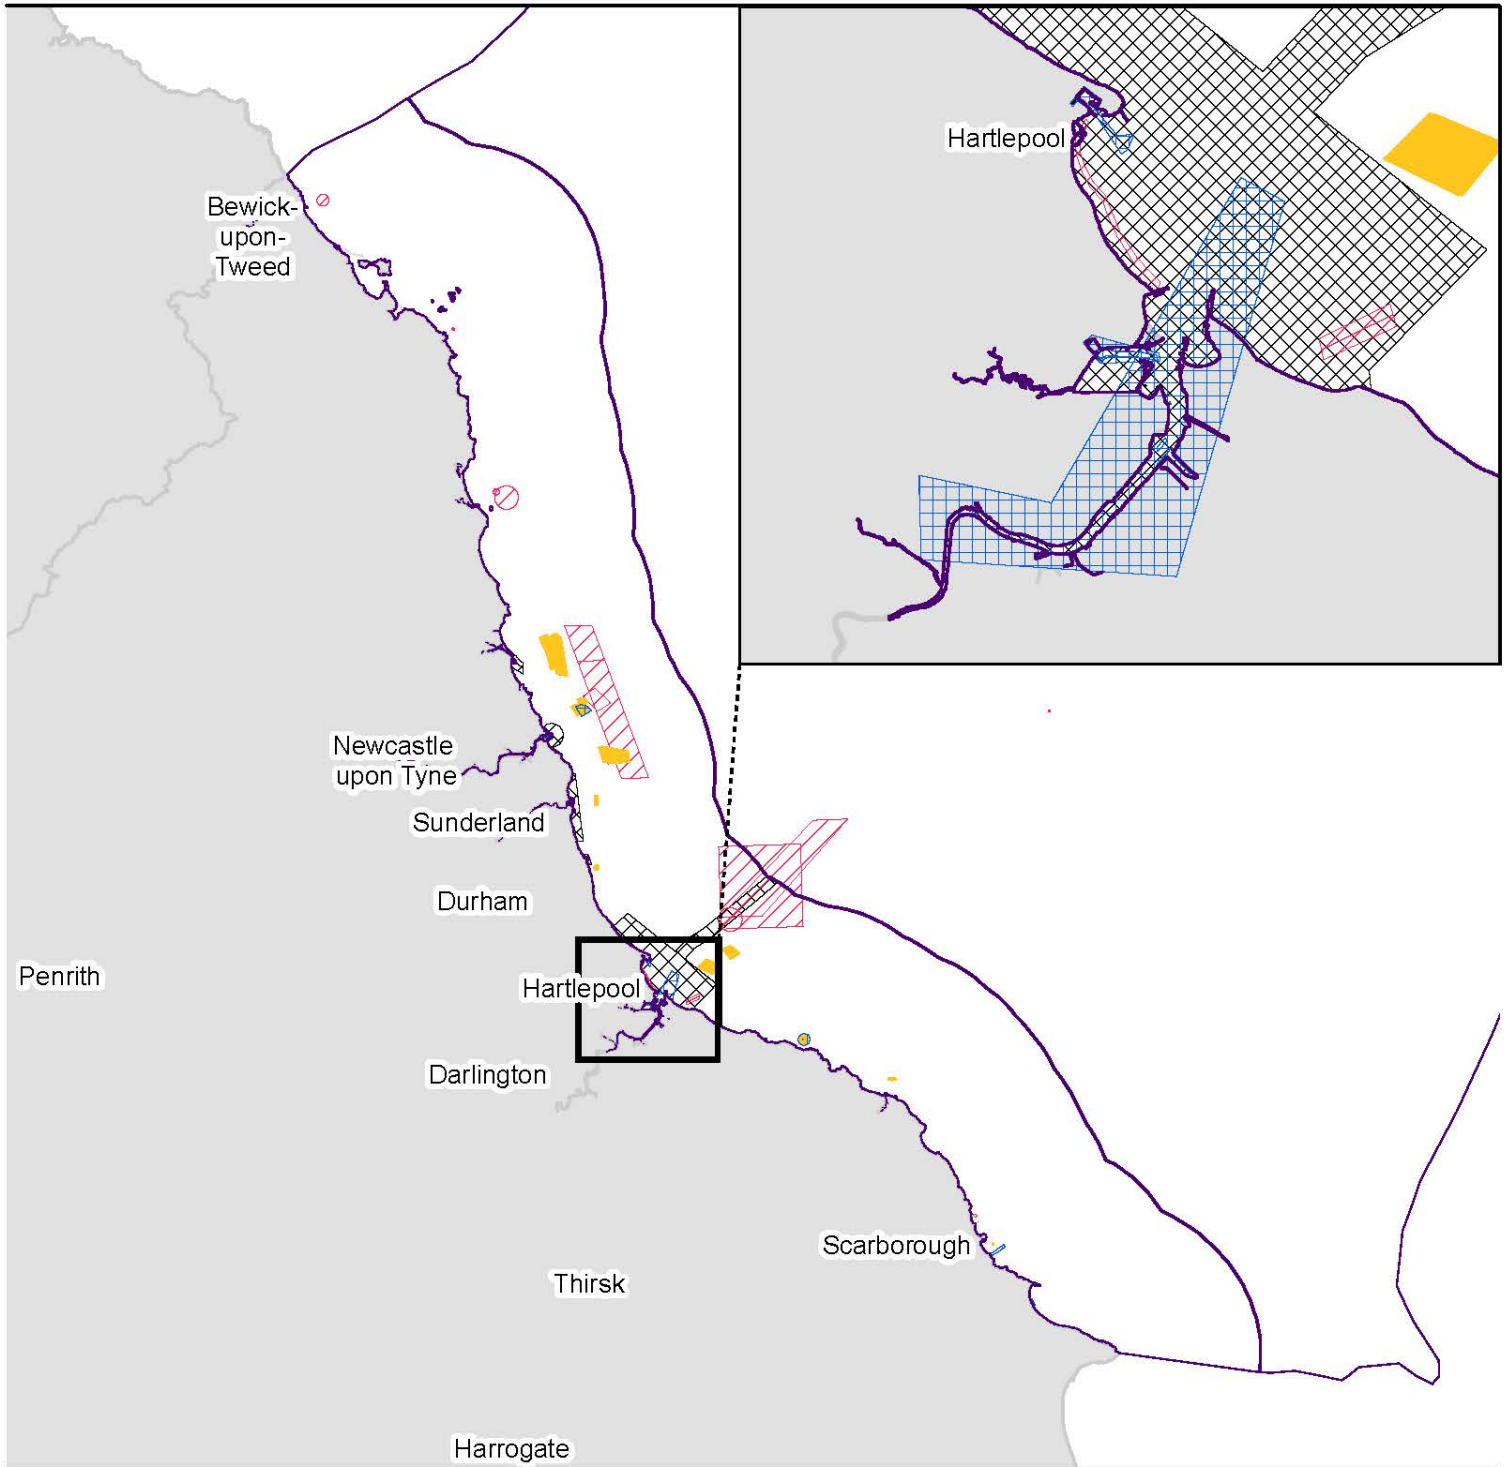 Hartlepool
Bewick-
upon-
Tweed
Newcastle
upon Tyne
Sunderland
Durham
Penrith
Hartlepool
Darlington
Scarborough
Thirsk
Harrogate